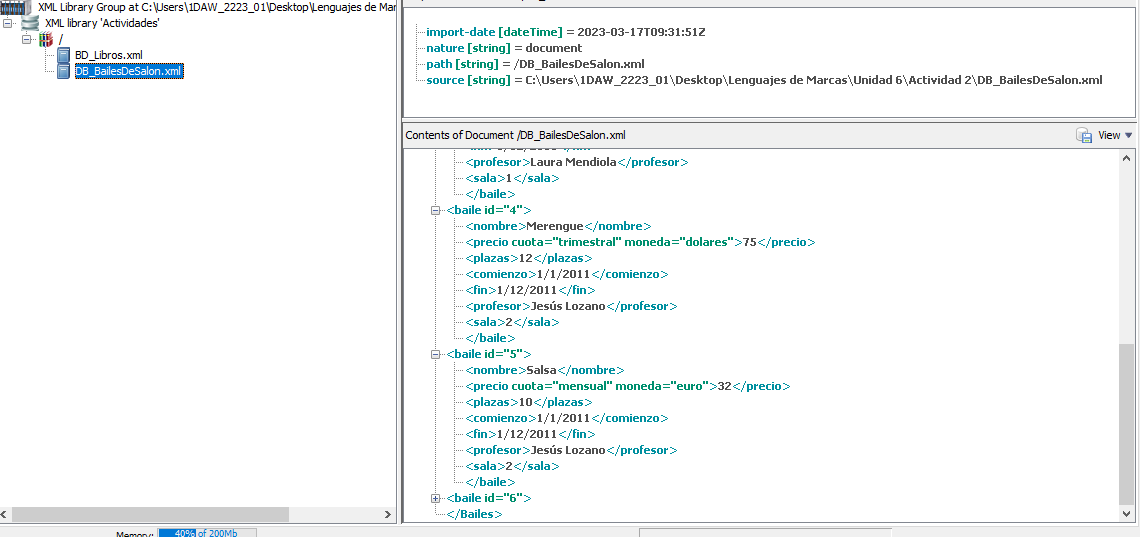 XML Library Group at C:\Users\1DAW_2223_01\Desktop\Lenguajes de Mar
XML library 'Actividades'
/
BD_Libros.xml
DB_BailesDeSalon.xml
import-date [dateTime] = 2023-03-17T09:31:51Z
nature [string] = document
path [string] = /DB_BailesDeSalon.xml
source [string] = C:\Users\1DAW_2223_01\Desktop\Lenguajes de Marcas\Unidad 6\Actividad 2\DB_BailesDeSalon.xml
Contents of Document /DB_BailesDeSalon.xml
View
<profesor>Laura Mendiola</profesor>
<sala>1</sala>
</baile>
<baile id="4">
<nombre>Merengue</nombre>
<precio cuota="trimestral" moneda="dolares">75</precio>
<plazas>12</plazas>
<comienzo>1/1/2011</comienzo>
<fin>1/12/2011</fin>
<profesor>Jesús Lozano</profesor>
<sala>2</sala>
</baile>
<baile id="5">
<nombre>Salsa</nombre>
<precio cuota="mensual" moneda="euro">32</precio>
<plazas>10</plazas>
<comienzo>1/1/2011</comienzo>
<fin>1/12/2011</fin>
<profesor>Jesús Lozano</profesor>
<sala>2</sala>
</baile>
<baile id="6">
</Bailes>
Memory: 40% of 200Mb